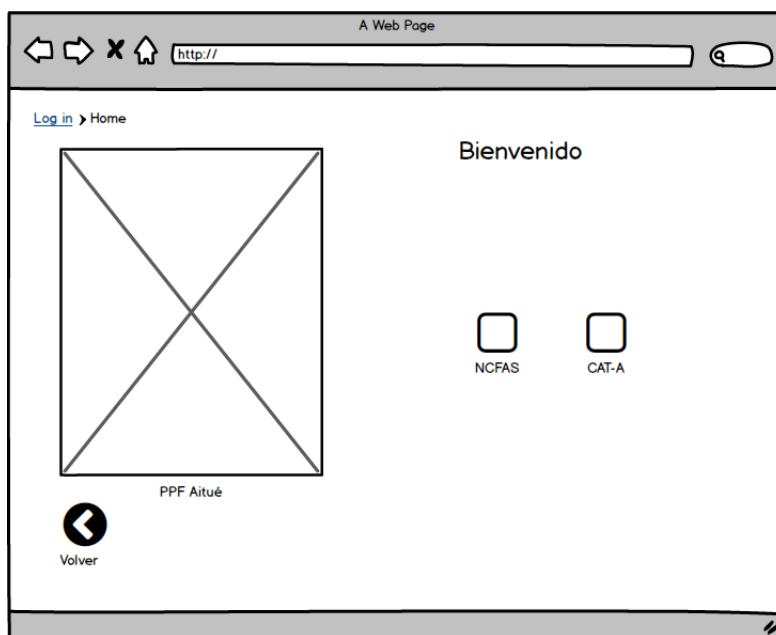 A Web Page
http://
Log in > Home
Bienvenido
NCFAS
CAT-A
PPF Aitué
Volver